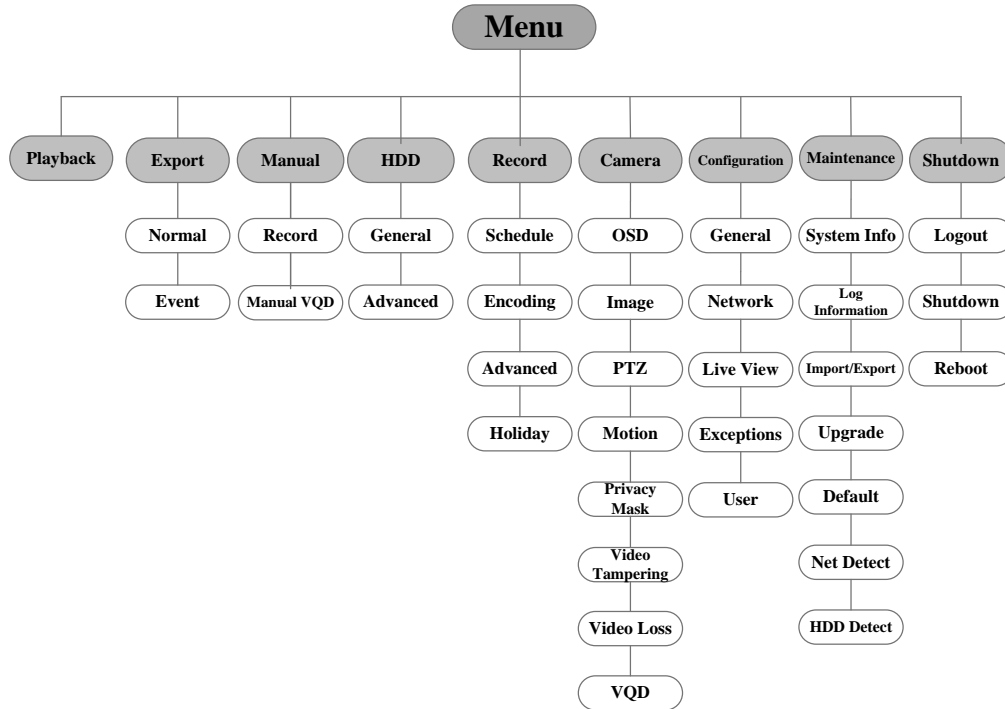 Menu
Playback
Export
Manual
HDD
Record
Camera
Configuration
Maintenance
Shutdown
Normal
Record
General
Schedule
OSD
General
System Info
Logout
Event
Manual VQD
Advanced
Encoding
Image
Network
Log
Information
Shutdown
Advanced
PTZ
Live View
Import/Export
Reboot
Holiday
Motion
Exceptions
Upgrade
Privacy
Mask
User
Default
Video
Tampering
Net Detect
Video Loss
HDD Detect
VQD